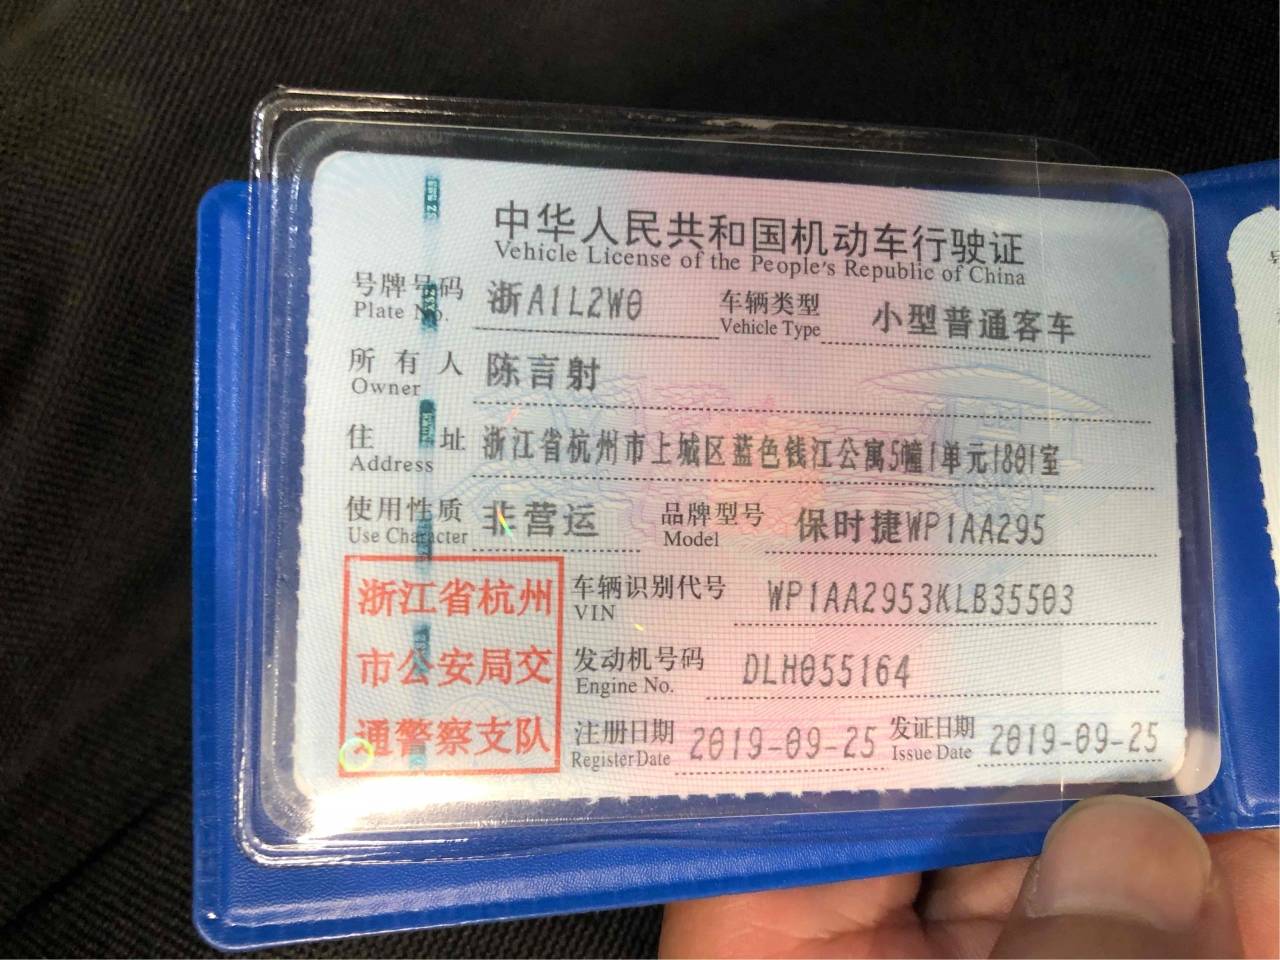 中华人民共和国机动车行驶证
Vehicle License of the People's Republic of China
号牌号码 浙A1L2W0 车辆类型 小型普通客车
Plate No. Vehicle Type
所有人 陈言射
Owner
住址 浙江省杭州市上城区蓝色钱江公寓5幢1单元1801室
Address
使用性质 非营运 品牌型号 保时捷WP1AA295
Use Character Model
浙江省杭州
市公安局交
通警察支队
车辆识别代号 WP1AA2953KLB35503
VIN
发动机号码 DLH055164
Engine No.
注册日期 2019-09-25 发证日期 2019-09-25
Register Date Issue Date